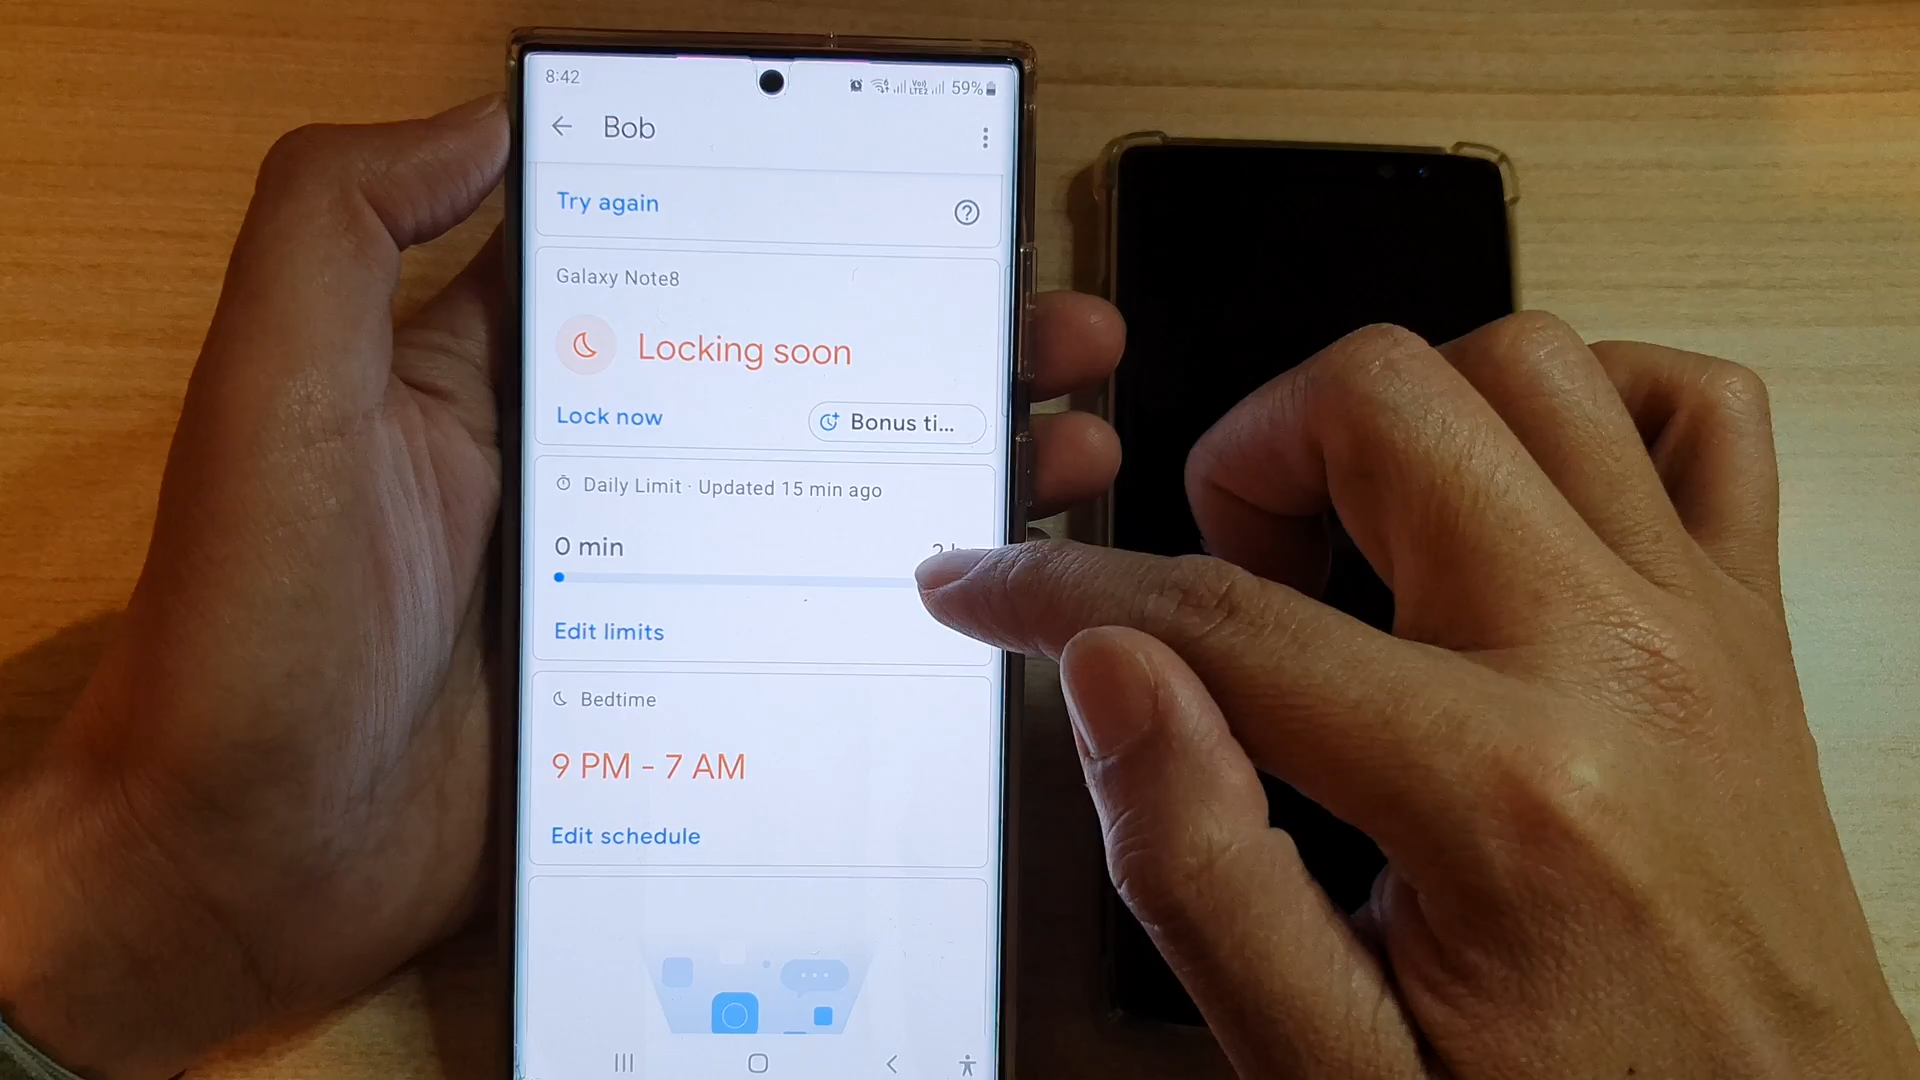 8:42 59%
Bob
Try again
Galaxy Note8
Locking soon
Lock now Bonus ti...
Daily Limit · Updated 15 min ago
0 min 2
Edit limits
Bedtime
9 PM - 7 AM
Edit schedule